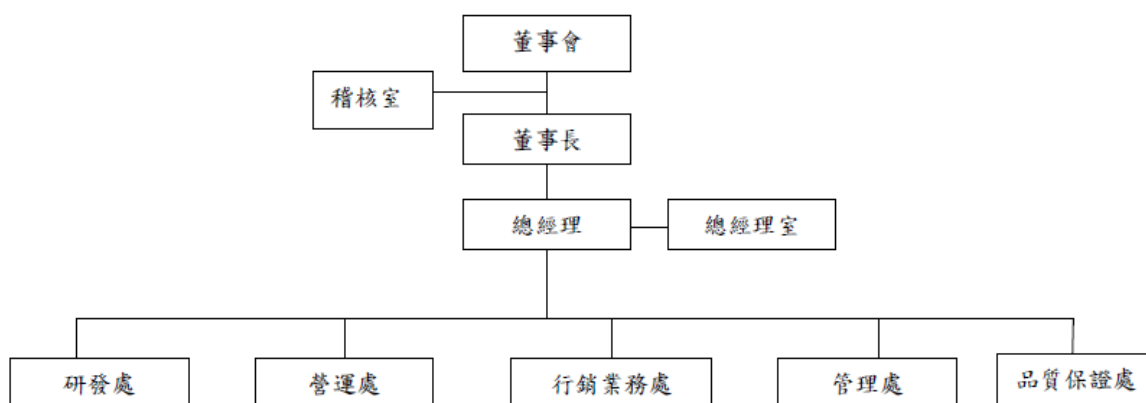 董事會
稽核室
董事長
總經理
總經理室
研發處
營運處
行銷業務處
管理處
品質保證處